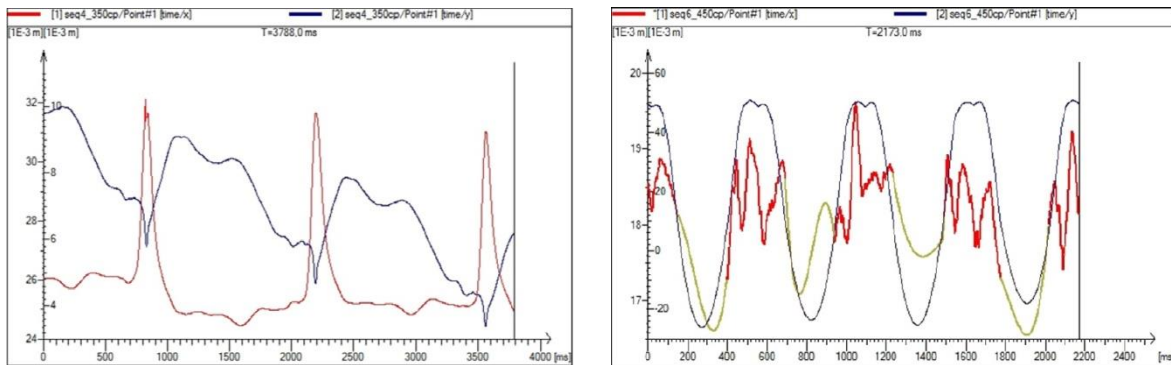 [1] seq4_350cp/Point#1 [time/x] [2] seq4_350cp/Point#1 [time/y]
[1E-3 m][1E-3 m] T=3788,0 ms
32 10
30
8
28
6
26
4
24
0 500 1000 1500 2000 2500 3000 3500 4000 [ms]
*[1] seq6_450cp/Point#1 [time/x] [2] seq6_450cp/Point#1 [time/y]
[1E-3 m][1E-3 m] T=2173.0 ms
20 60
40
20
18
0
17
-20
0 200 400 600 800 1000 1200 1400 1600 1800 2000 2200 2400 [ms]